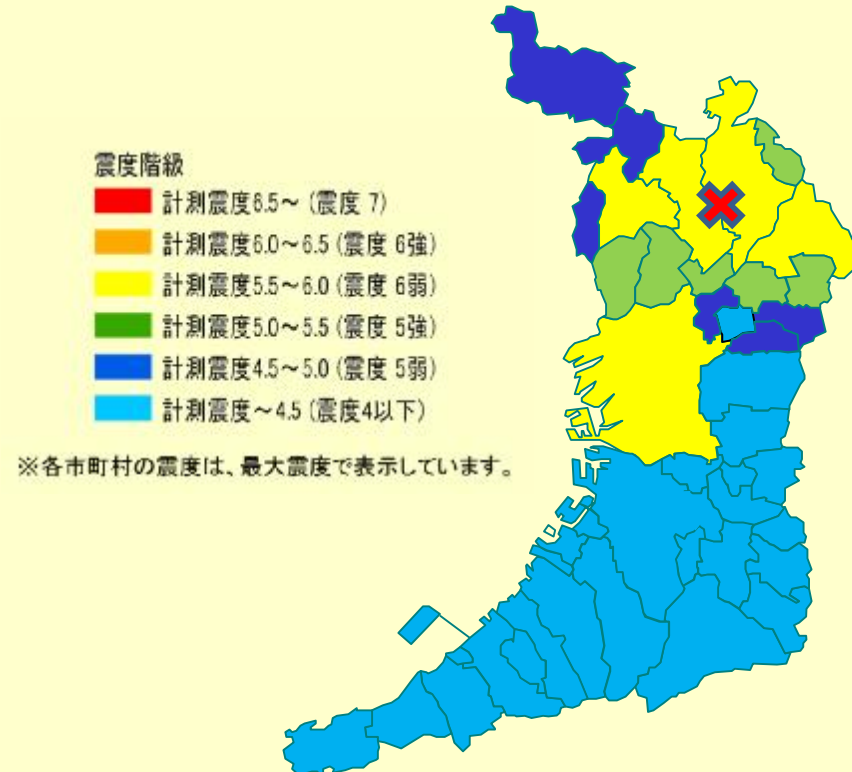 震度階級
計測震度6.5～（震度 7）
計測震度6.0～6.5（震度 6強）
計測震度5.5～6.0（震度 6弱）
計測震度5.0～5.5（震度 5強）
計測震度4.5～5.0（震度 5弱）
計測震度～4.5（震度4以下）
※各市町村の震度は、最大震度で表示しています。